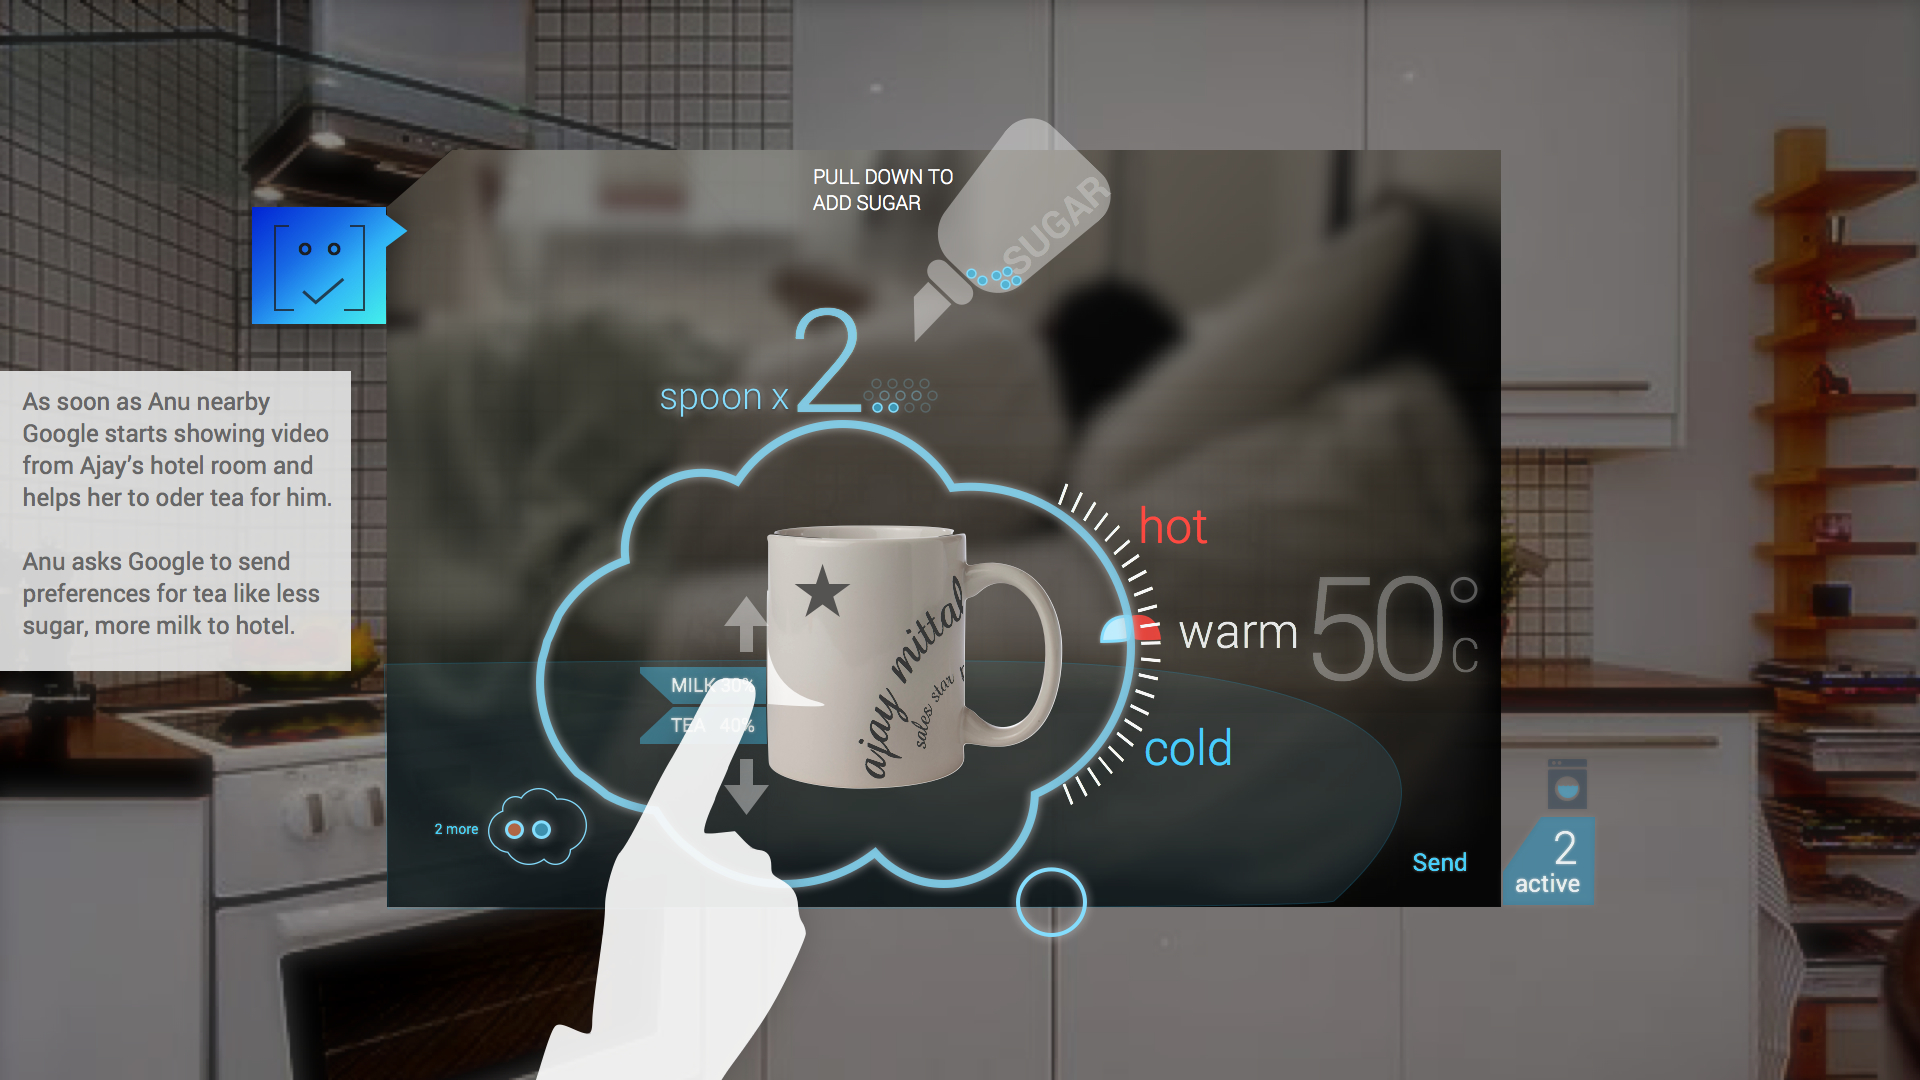 PULL DOWN TO
ADD SUGAR
SUGAR
spoon x 2
As soon as Anu nearby
Google starts showing video
from Ajay's hotel room and
helps her to oder tea for him.
Anu asks Google to send
preferences for tea like less
sugar, more milk to hotel.
hot
warm 50°C
cold
ajay mittal
sales star
MILK 30%
TEA 40%
2 more
Send
2
active